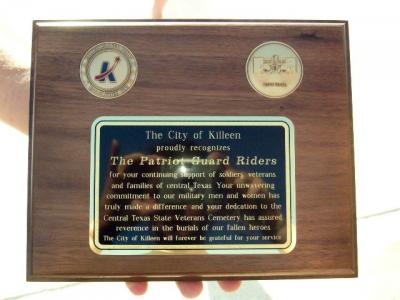 The City of Killeen
proudly recognizes
The Patriot Guard Riders
for your continuing support of soldiers, veterans
and families of central Texas. Your unwavering
commitment to our military men and women has
truly made a difference and your dedcation to the
Central Texas State Veterans Cemetery has assured
reverence in the burials of our fallen heroes
The City of Killeen will forever be grateful for your service